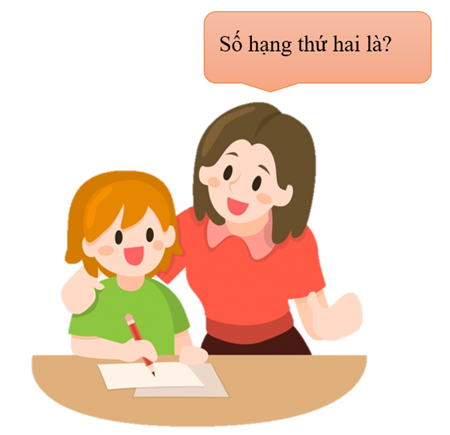 Số hạng thứ hai là?